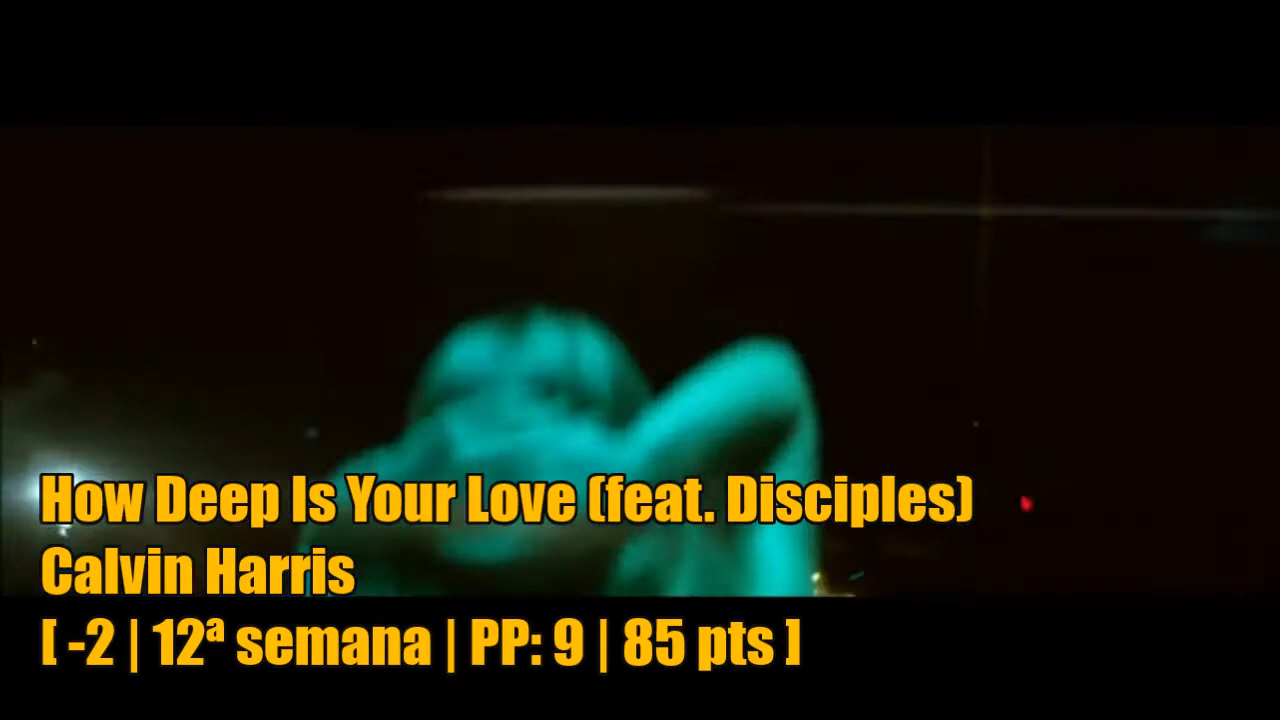 How Deep Is Your Love (feat. Disciples)
Calvin Harris
[ -2 | 12ª semana | PP: 9 | 85 pts ]